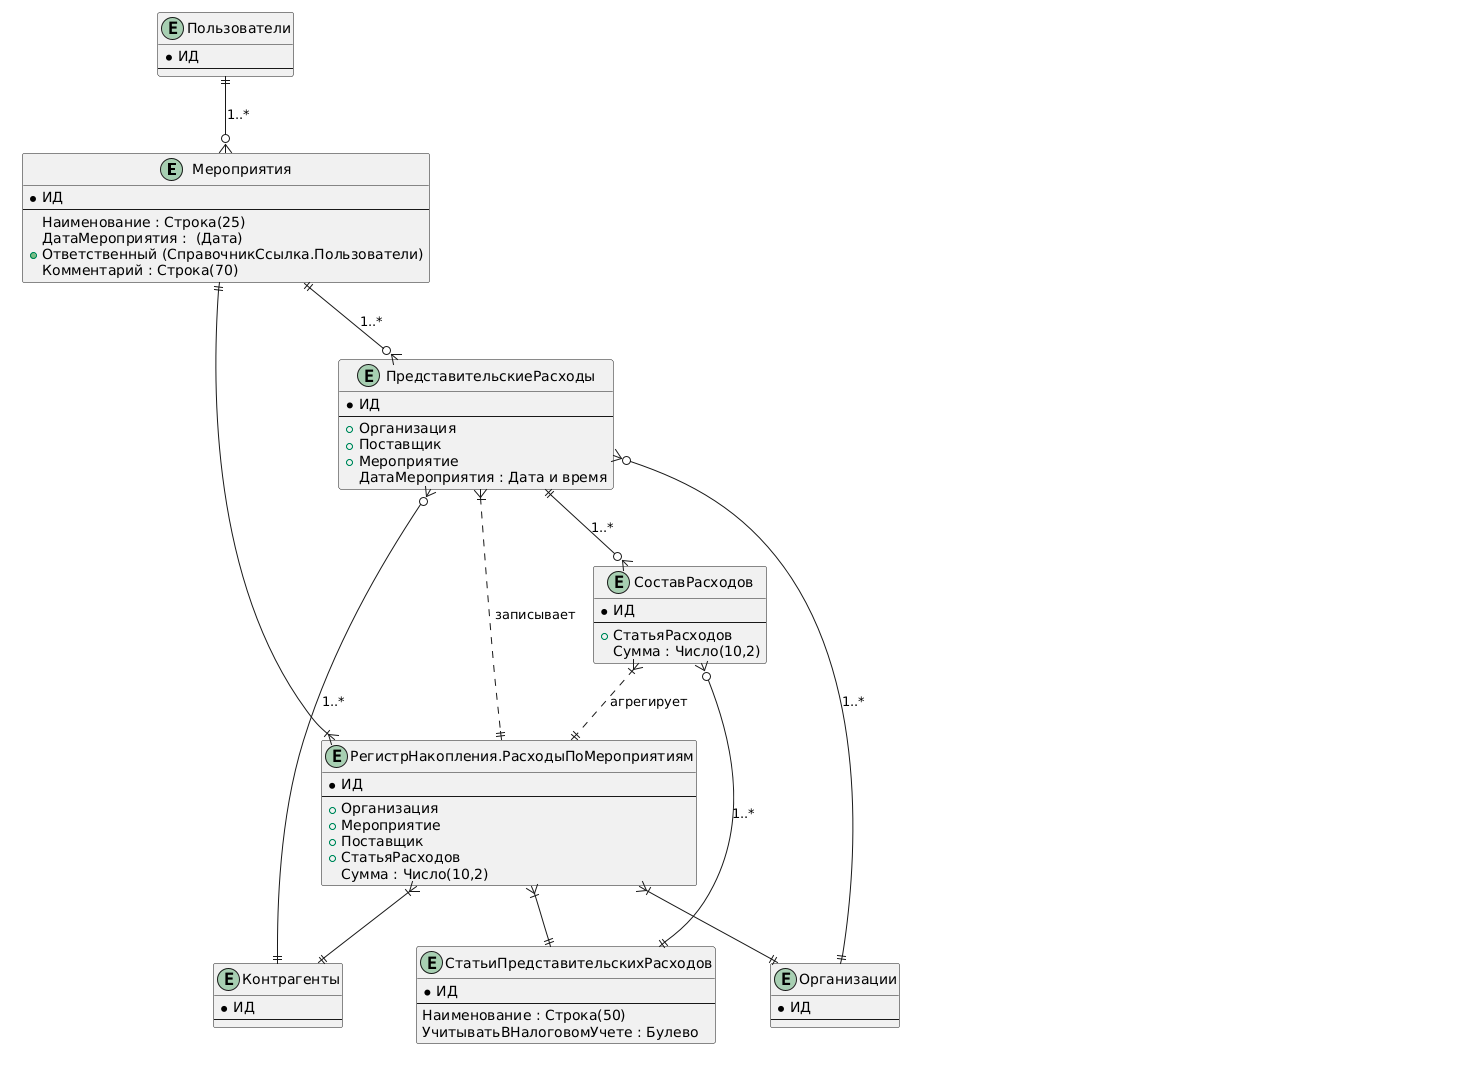 E Пользователи
ИД
1..*
E Мероприятия
ИД
Наименование : Строка(25)
ДатаМероприятия :  (Дата)
Ответственный (СправочникСсылка.Пользователи)
Комментарий : Строка(70)
1..*
E ПредставительскиеРасходы
ИД
Организация
Поставщик
Мероприятие
ДатаМероприятия : Дата и время
1..*
E СоставРасходов
ИД
СтатьяРасходов
Сумма : Число(10,2)
записывает
агрегирует
1..*
1..*
E РегистрНакопления.РасходыПоМероприятиям
ИД
Организация
Мероприятие
Поставщик
СтатьяРасходов
Сумма : Число(10,2)
1..*
E Контрагенты
ИД
E СтатьиПредставительскихРасходов
ИД
Наименование : Строка(50)
УчитыватьВНалоговомУчете : Булево
E Организации
ИД